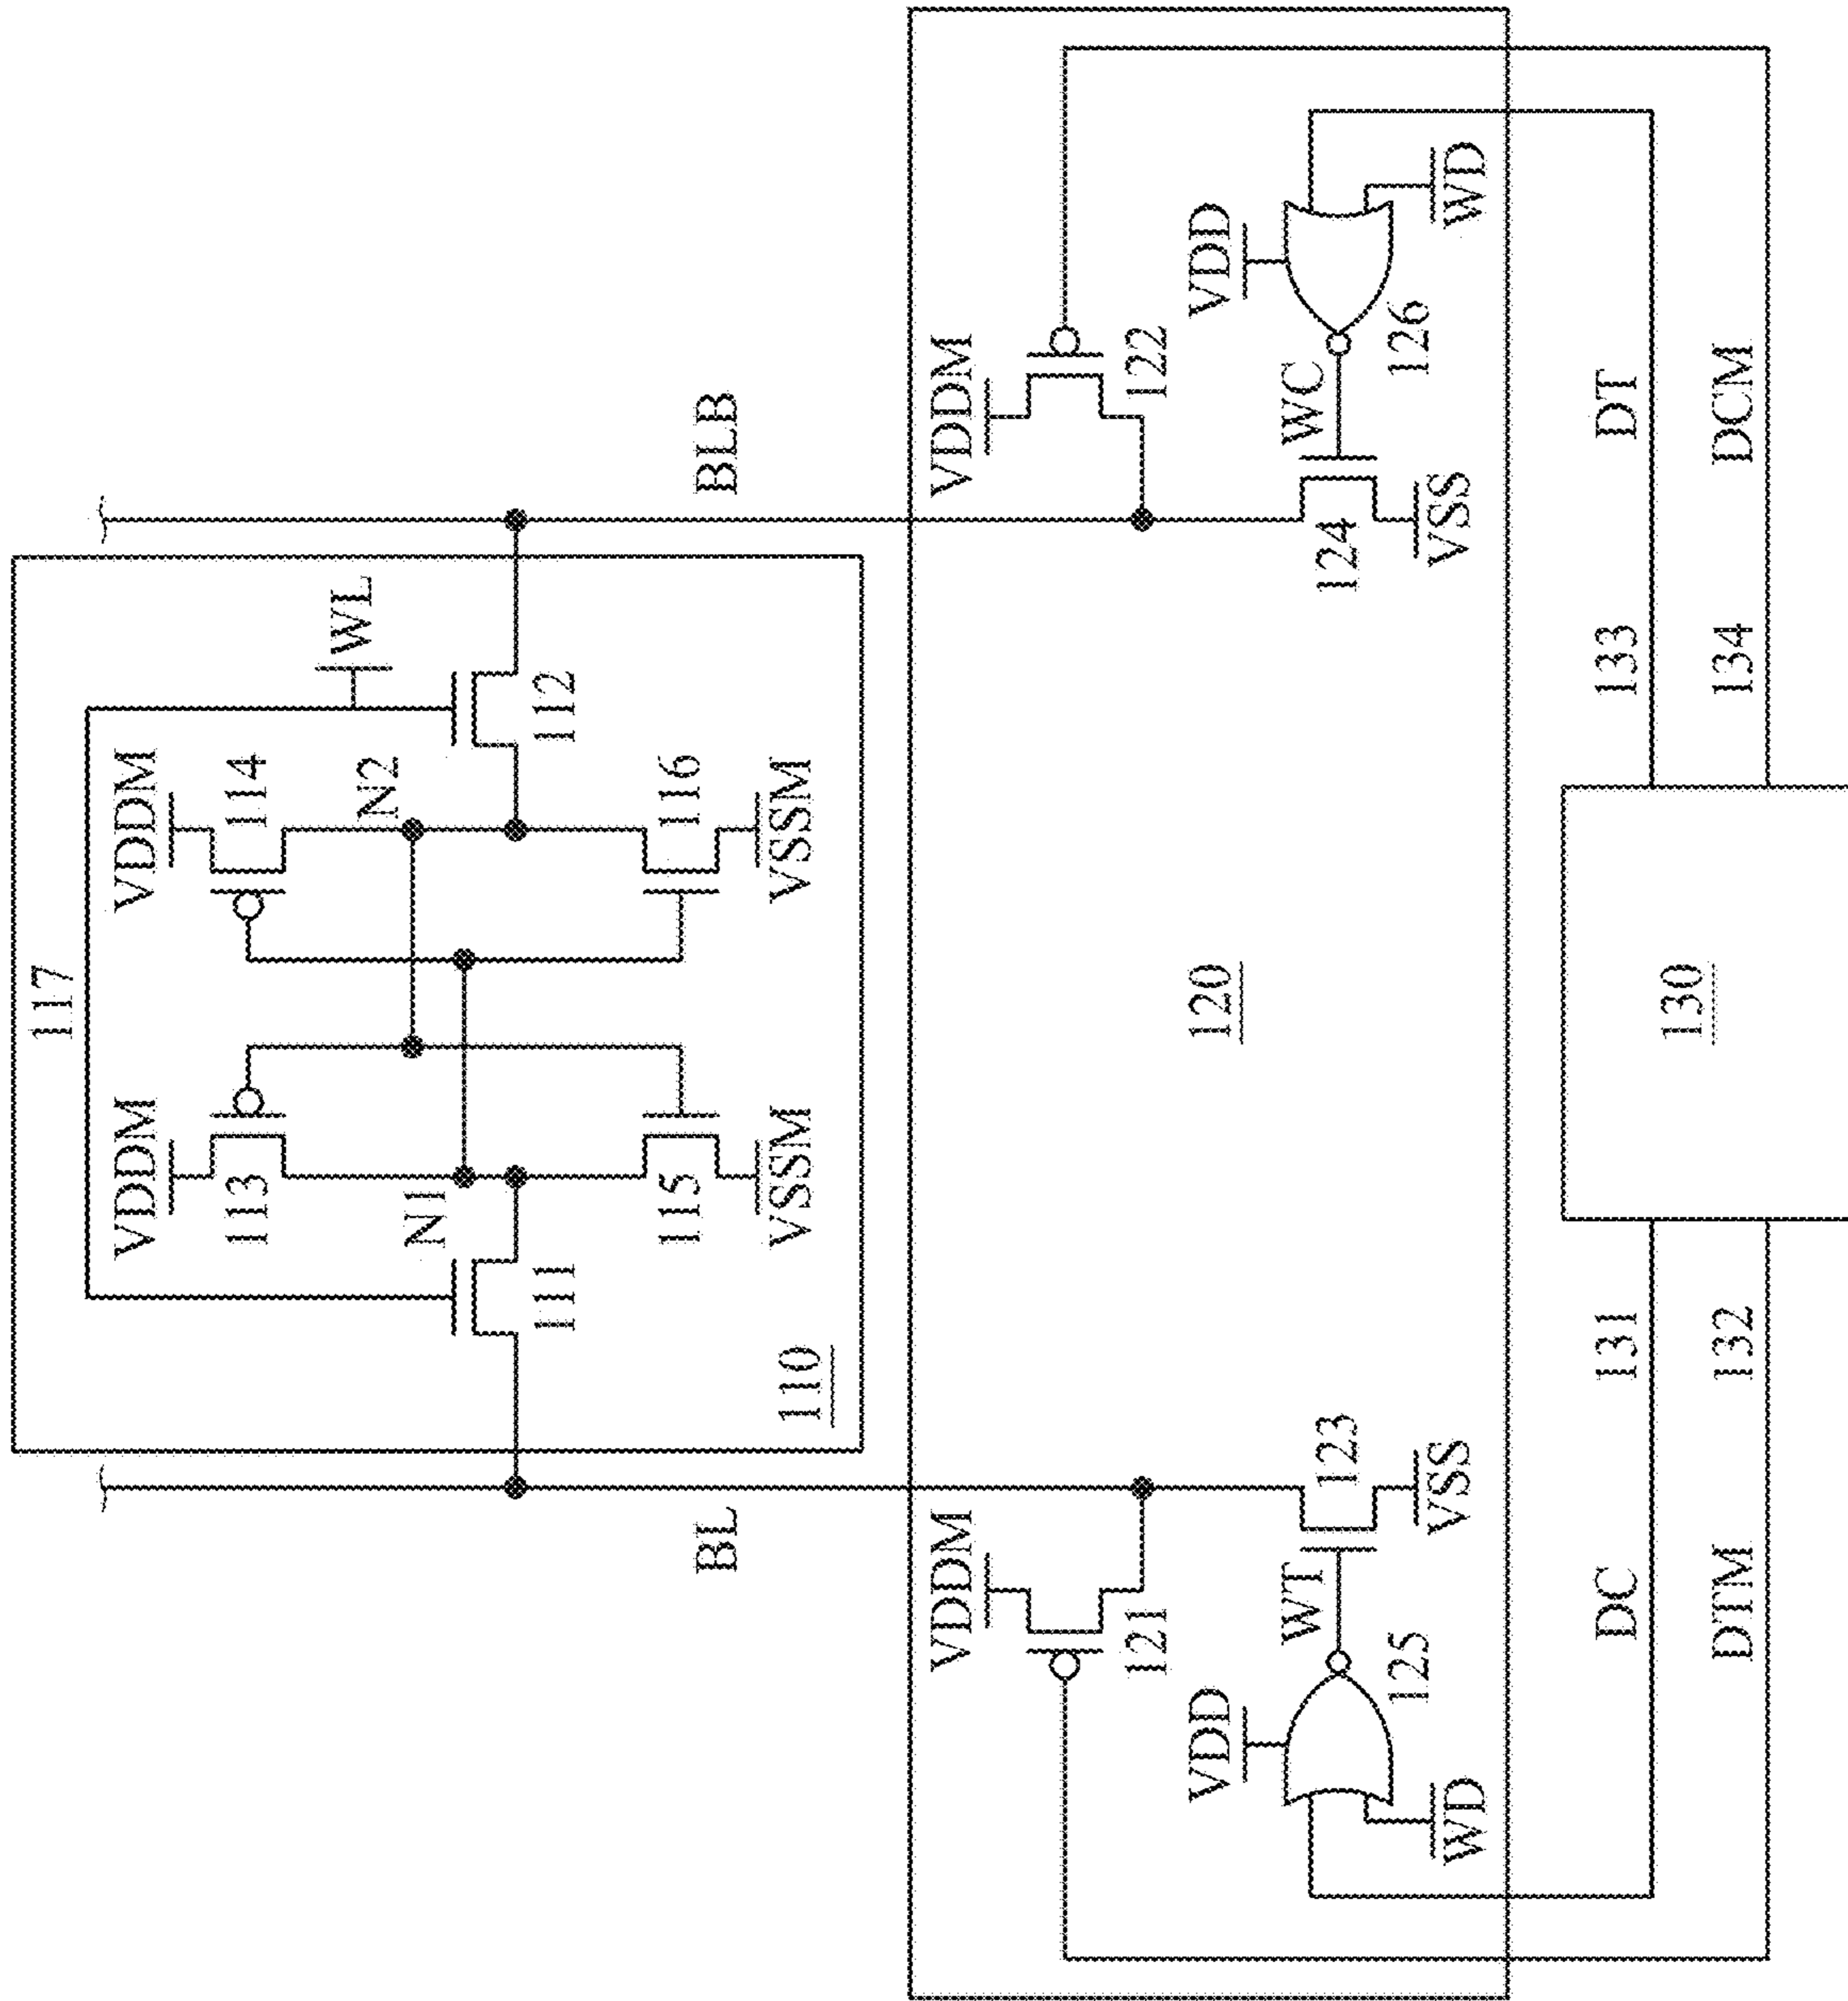 117
VDDM
VDDM
113
114
WL
N2
N1
111
112
115
116
BL
BLB
VSSM
VSSM
110
VDDM
VDDM
121
122
VDD
120
VDD
WT
WC
123
124
125
126
WD
VSS
VSS
WD
DC
131
133
DT
130
DTM
132
134
DCM